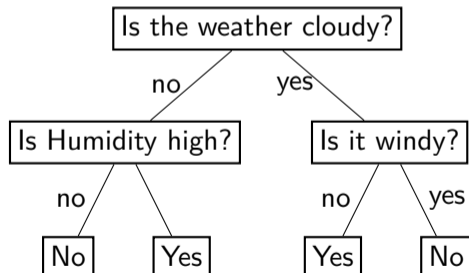 Is the weather cloudy?
no yes
Is Humidity high? Is it windy?
no no yes
No Yes Yes No